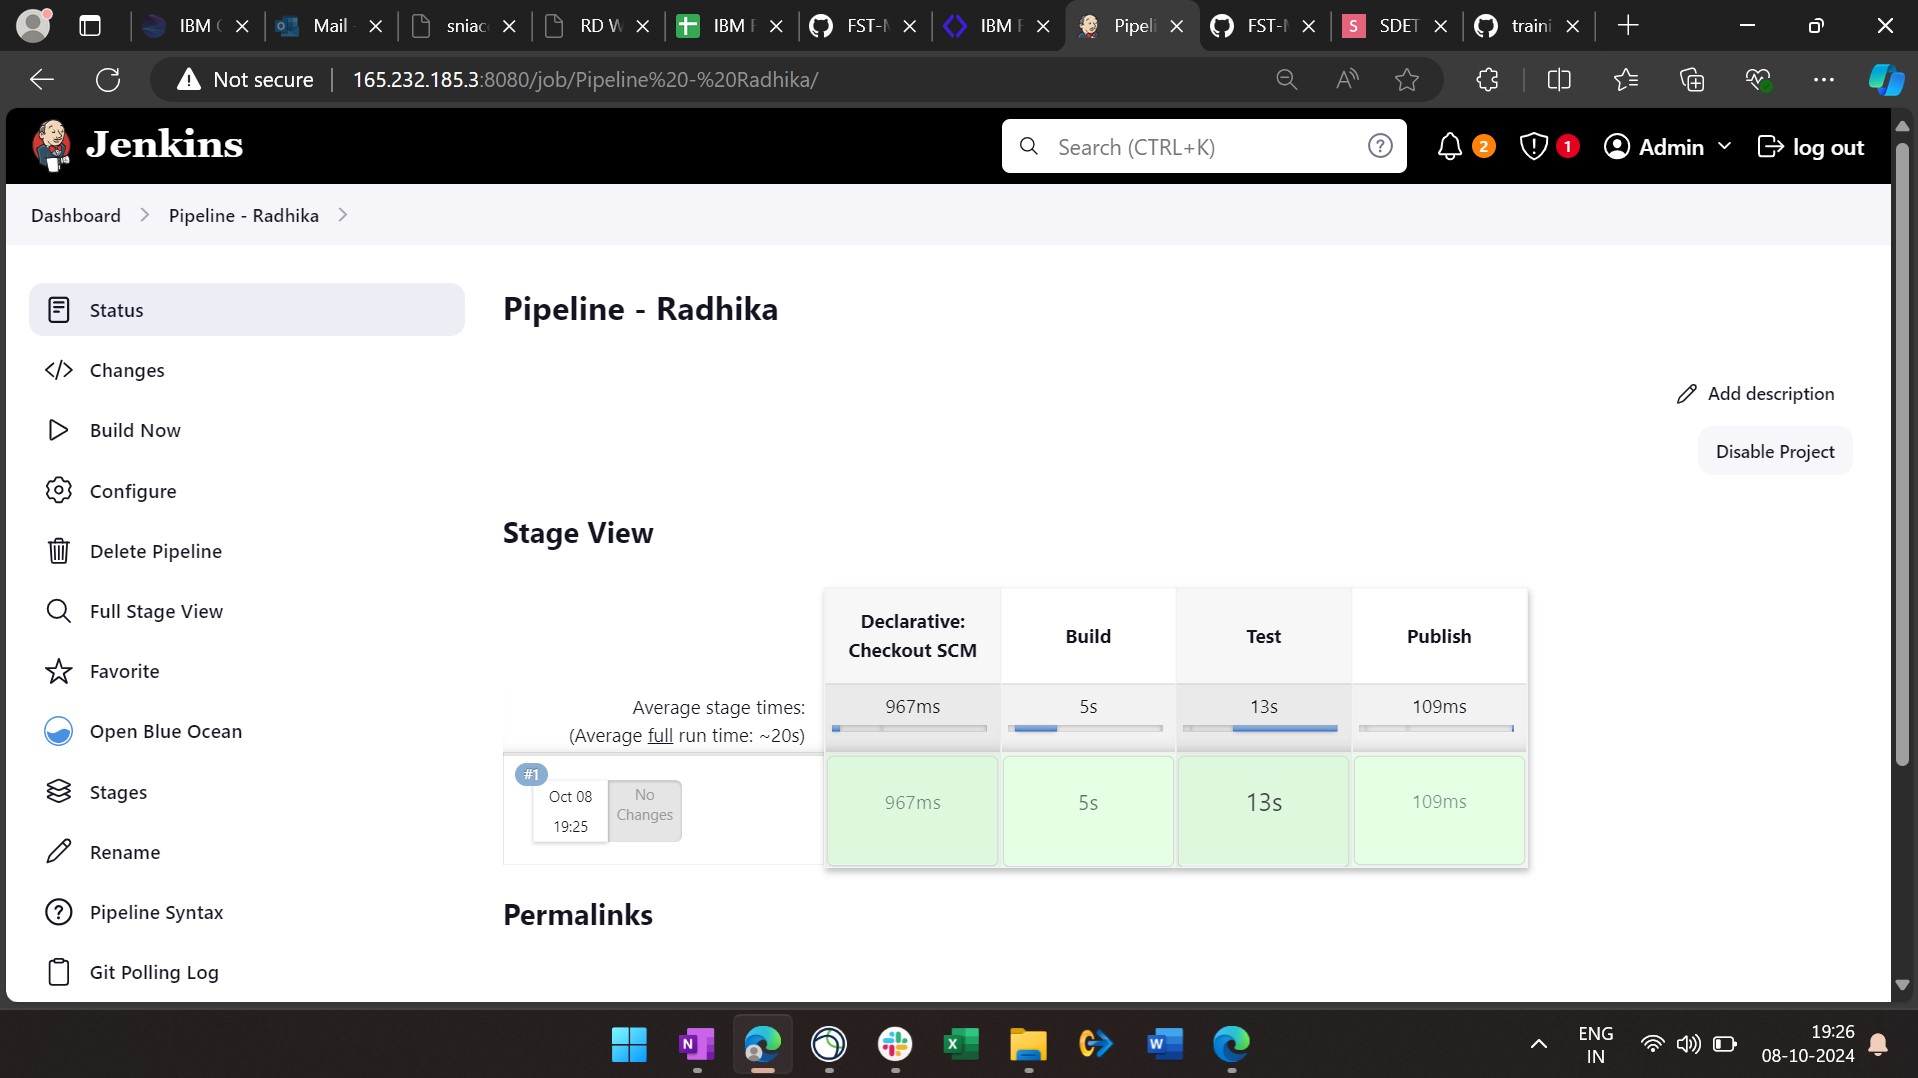 IBM C
Mail -
sniac
RD W
IBM F
FST-M
IBM F
Pipeli
FST-M
SDET
traini
Not secure
165.232.185.3:8080/job/Pipeline%20-%20Radhika/
Jenkins
Search (CTRL+K)
2
1
Admin
log out
Dashboard
Pipeline - Radhika
Status
Changes
Build Now
Configure
Delete Pipeline
Full Stage View
Favorite
Open Blue Ocean
Stages
Rename
Pipeline Syntax
Git Polling Log
Pipeline - Radhika
Add description
Disable Project
Stage View
Declarative:
Checkout SCM
Build
Test
Publish
Average stage times:
(Average full run time: ~20s)
967ms
5s
13s
109ms
#1
Oct 08
19:25
No
Changes
967ms
5s
13s
109ms
Permalinks
ENG
IN
19:26
08-10-2024